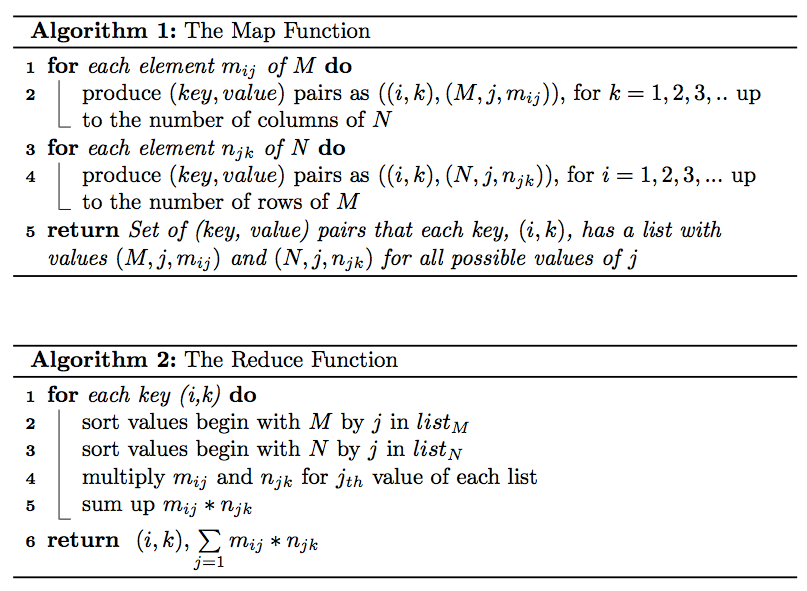 Algorithm 1: The Map Function
1 for each element m_{ij} of M do
2 produce (key, value) pairs as ((i, k), (M, j, m_{ij})), for k = 1, 2, 3, .. up
to the number of columns of N
3 for each element n_{jk} of N do
4 produce (key, value) pairs as ((i, k), (N, j, n_{jk})), for i = 1, 2, 3, ... up
to the number of rows of M
5 return Set of (key, value) pairs that each key, (i, k), has a list with
values (M, j, m_{ij}) and (N, j, n_{jk}) for all possible values of j
Algorithm 2: The Reduce Function
1 for each key (i,k) do
2 sort values begin with M by j in list_M
3 sort values begin with N by j in list_N
4 multiply m_{ij} and n_{jk} for j_{th} value of each list
5 sum up m_{ij} * n_{jk}
6 return (i, k), ∑_{j=1} m_{ij} * n_{jk}